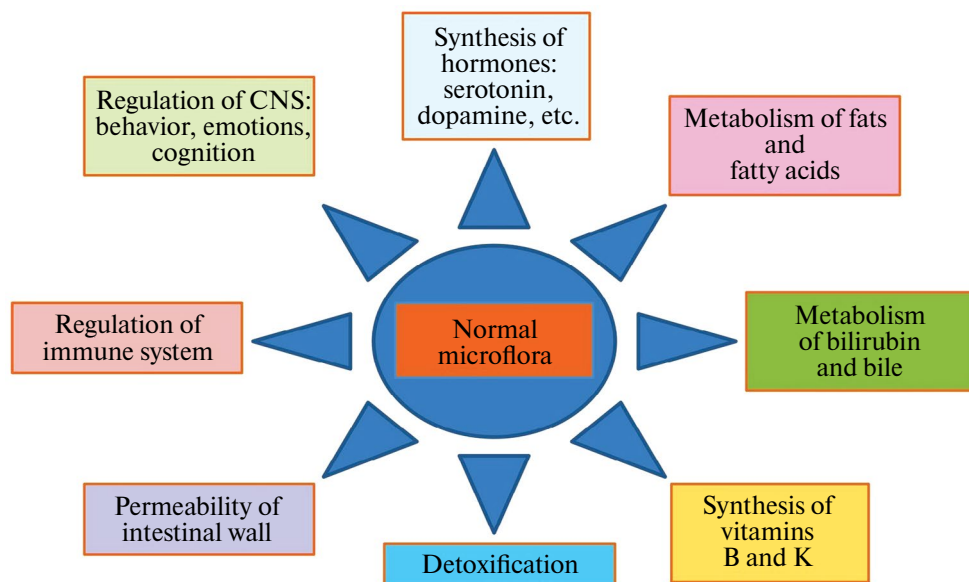 Synthesis of
hormones:
serotonin,
dopamine, etc.
Regulation of CNS:
behavior, emotions,
cognition
Metabolism of fats
and
fatty acids
Regulation of
immune system
Normal
microflora
Metabolism
of bilirubin
and bile
Permeability of
intestinal wall
Detoxification
Synthesis of
vitamins
B and K